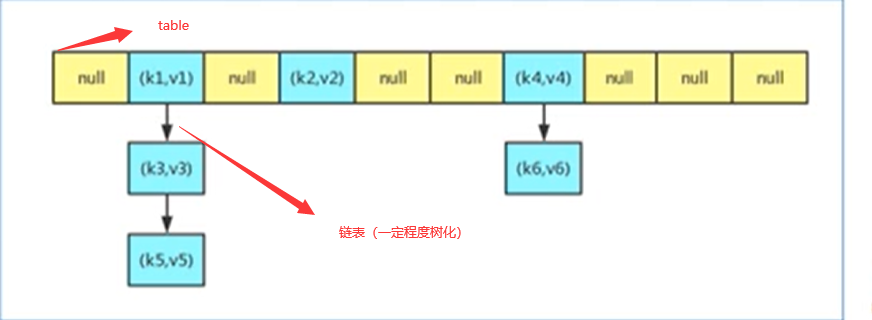 table
null (k1,v1) null (k2,v2) null null (k4,v4) null null null
(k3,v3) (k6,v6)
链表（一定程度树化）
(k5,v5)